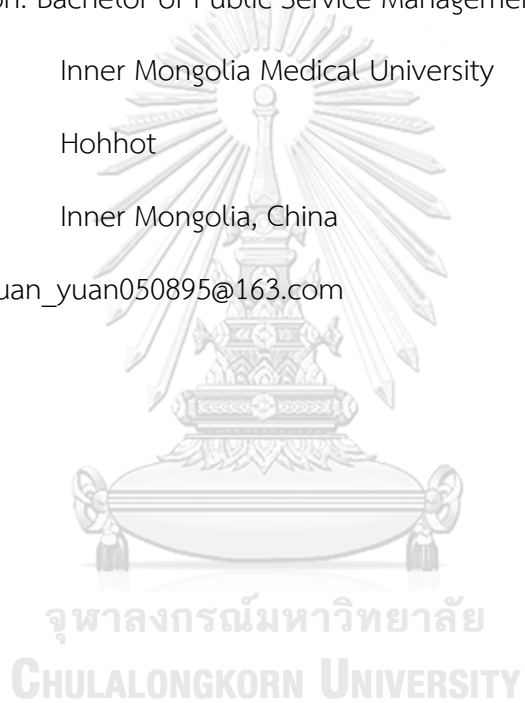 on: Bachelor of Public Service Management
Inner Mongolia Medical University
Hohhot
Inner Mongolia, China
uan_yuan050895@163.com
จุฬาลงกรณ์มหาวิทยาลัย
CHULALONGKORN UNIVERSITY